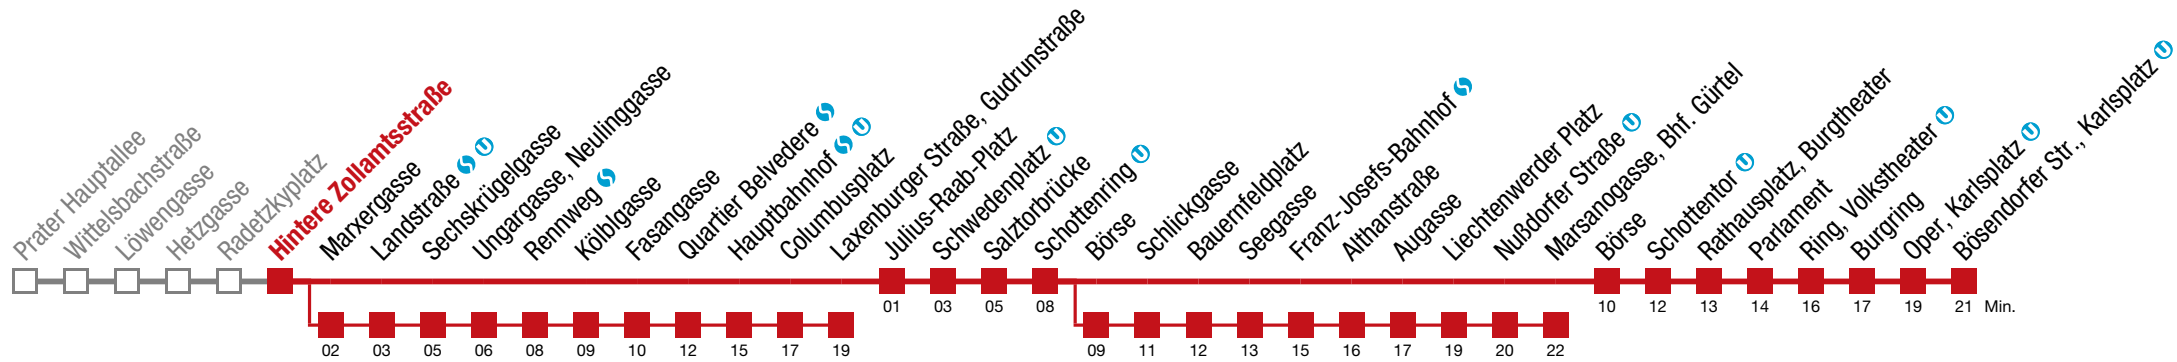 Prater Hauptallee
Wittelsbachstraße
Löwengasse
Hetzgasse
Radetzkyplatz
Hintere Zollamtsstraße
Marxergasse
Landstraße S U
Sechskrügelgasse
Ungargasse, Neulinggasse
Rennweg S
Kölblgasse
Fasangasse
Quartier Belvedere S
Hauptbahnhof S U
Columbusplatz
Laxenburger Straße, Gudrunstraße
Julius-Raab-Platz
Schwedenplatz U
Salztorbrücke
Schottenring U
Börse
Schlickgasse
Bauernfeldplatz
Seegasse
Franz-Josefs-Bahnhof S
Althanstraße
Augasse
Liechtenwerder Platz
Nußdorfer Straße U
Marsanogasse, Bhf. Gürtel
Börse
Schottentor U
Rathausplatz, Burgtheater
Parlament
Ring, Volkstheater U
Burgring
Oper, Karlsplatz U
Bösendorfer Str., Karlsplatz U
01 03 05 08 10 12 13 14 16 17 19 21 Min.
02 03 05 06 08 09 10 12 15 17 19 09 11 12 13 15 16 17 19 20 22